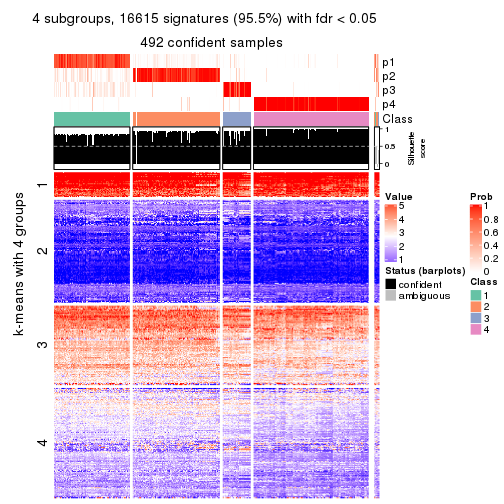 4 subgroups, 16615 signatures (95.5%) with fdr < 0.05
492 confident samples
p1
p2
p3
p4
Class
1
0.5
0
Silhouette
score
k-means with 4 groups
1
2
3
4
Value
5
4
3
2
1
Status (barplots)
confident
ambiguous
Prob
1
0.8
0.6
0.4
0.2
0
Class
1
2
3
4